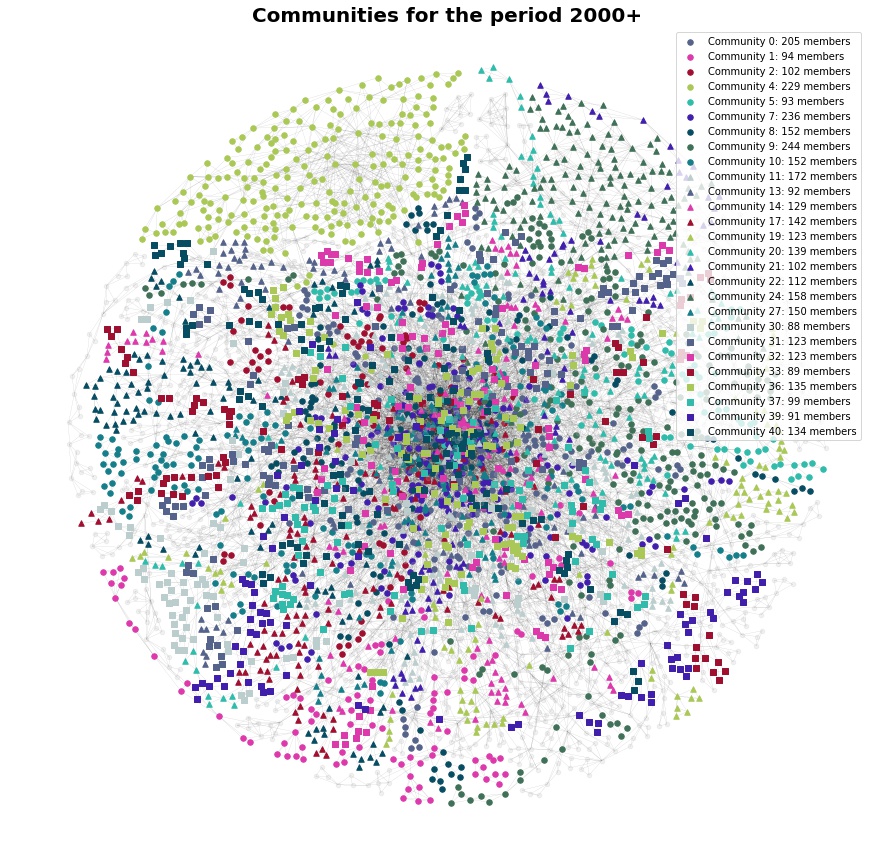 Communities for the period 2000+
Community 0: 205 members
Community 1: 94 members
Community 2: 102 members
Community 4: 229 members
Community 5: 93 members
Community 7: 236 members
Community 8: 152 members
Community 9: 244 members
Community 10: 152 members
Community 11: 172 members
Community 13: 92 members
Community 14: 129 members
Community 17: 142 members
Community 19: 123 members
Community 20: 139 members
Community 21: 102 members
Community 22: 112 members
Community 24: 158 members
Community 27: 150 members
Community 30: 88 members
Community 31: 123 members
Community 32: 123 members
Community 33: 89 members
Community 36: 135 members
Community 37: 99 members
Community 39: 91 members
Community 40: 134 members